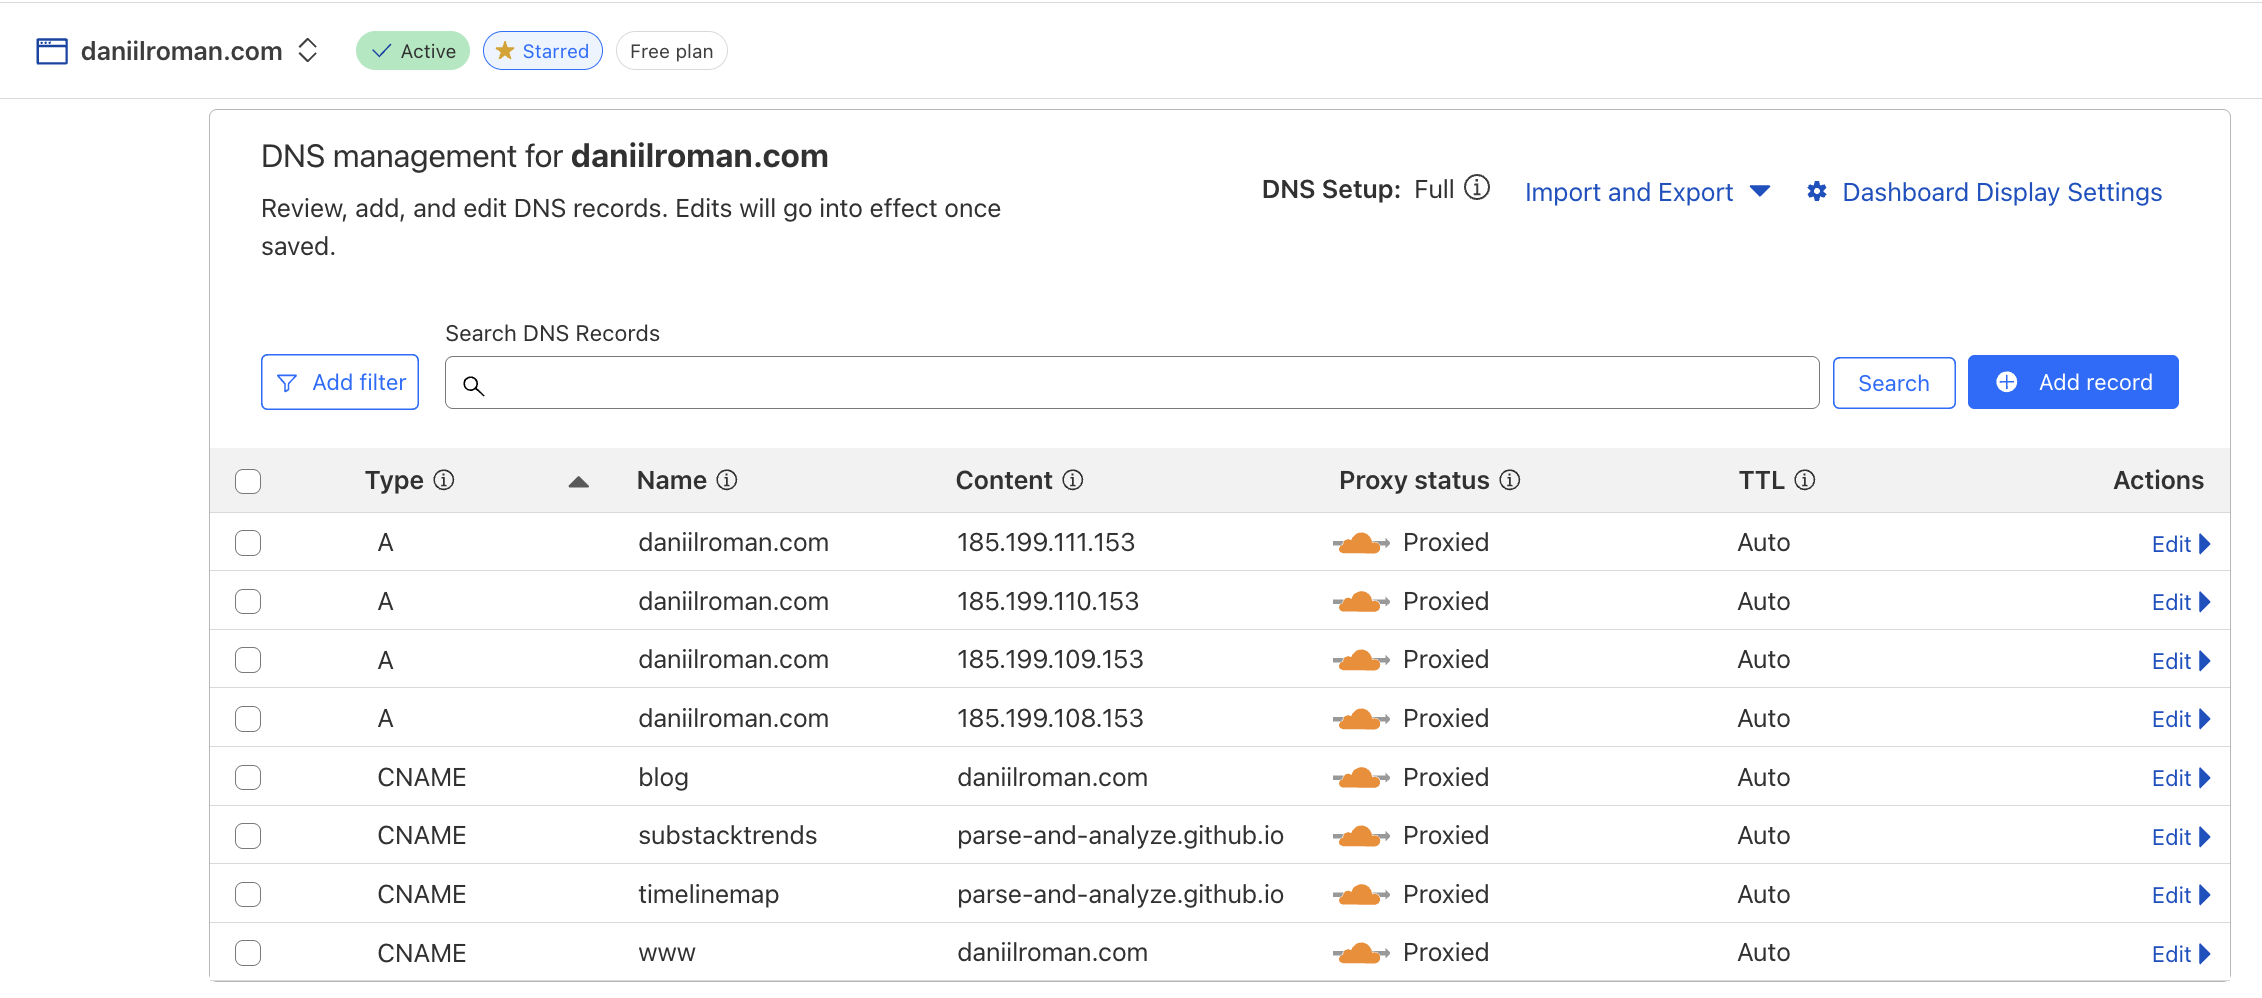 daniilroman.com Active Starred Free plan
DNS management for daniilroman.com
Review, add, and edit DNS records. Edits will go into effect once
saved.
DNS Setup: Full Import and Export Dashboard Display Settings
Search DNS Records
Add filter Search Add record
Type Name Content Proxy status TTL Actions
A daniilroman.com 185.199.111.153 Proxied Auto Edit
A daniilroman.com 185.199.110.153 Proxied Auto Edit
A daniilroman.com 185.199.109.153 Proxied Auto Edit
A daniilroman.com 185.199.108.153 Proxied Auto Edit
CNAME blog daniilroman.com Proxied Auto Edit
CNAME substacktrends parse-and-analyze.github.io Proxied Auto Edit
CNAME timelinemap parse-and-analyze.github.io Proxied Auto Edit
CNAME www daniilroman.com Proxied Auto Edit